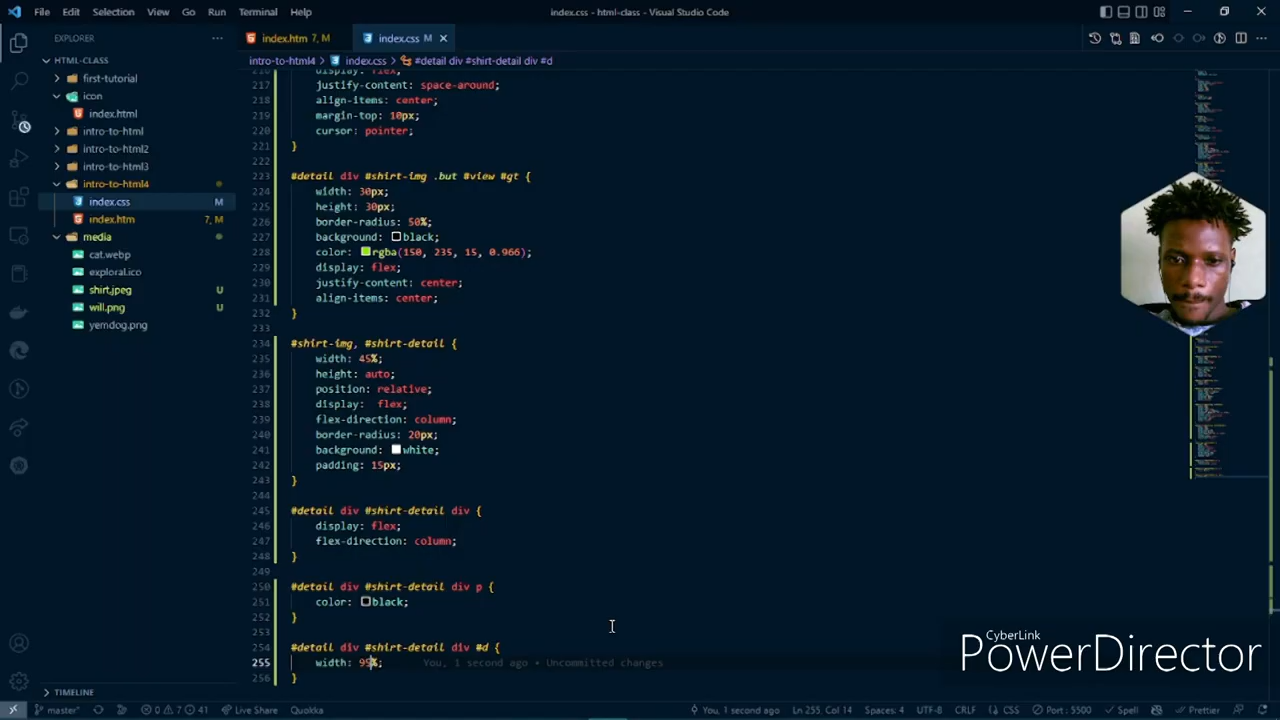 File Edit Selection View Go Run Terminal Help
index.css - html-class - Visual Studio Code
EXPLORER
index.htm 7, M
index.css M
HTML-CLASS
first-tutorial
icon
index.html
intro-to-html
intro-to-html2
intro-to-html3
intro-to-html4
index.css M
index.htm 7, M
media
cat.webp
exploral.ico
shirt.jpeg U
will.png U
yemdog.png
TIMELINE
intro-to-html4 > index.css > #detail div #shirt-detail div #d
216 display: flex;
217 justify-content: space-around;
218 align-items: center;
219 margin-top: 10px;
220 cursor: pointer;
221 }
222
223 #detail div #shirt-img .but #view #gt {
224 width: 30px;
225 height: 30px;
226 border-radius: 50%;
227 background: black;
228 color: rgba(150, 235, 15, 0.966);
229 display: flex;
230 justify-content: center;
231 align-items: center;
232 }
233
234 #shirt-img, #shirt-detail {
235 width: 45%;
236 height: auto;
237 position: relative;
238 display: flex;
239 flex-direction: column;
240 border-radius: 20px;
241 background: white;
242 padding: 15px;
243 }
244
245 #detail div #shirt-detail div {
246 display: flex;
247 flex-direction: column;
248 }
249
250 #detail div #shirt-detail div p {
251 color: black;
252 }
253
254 #detail div #shirt-detail div #d {
255 width: 95%; You, 1 second ago • Uncommitted changes
256 }
CyberLink
PowerDirector
master* 0 7 41 Live Share Quokka
You, 1 second ago Ln 255, Col 14 Spaces: 4 UTF-8 CRLF CSS Port : 5500 Spell Prettier